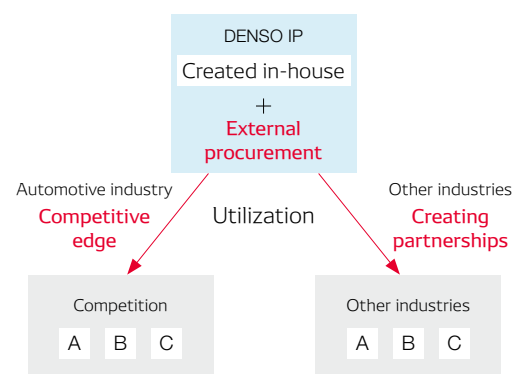 DENSO IP
Created in-house
+
External
procurement
Automotive industry
Competitive
edge
Utilization
Other industries
Creating
partnerships
Competition
A B C
Other industries
A B C